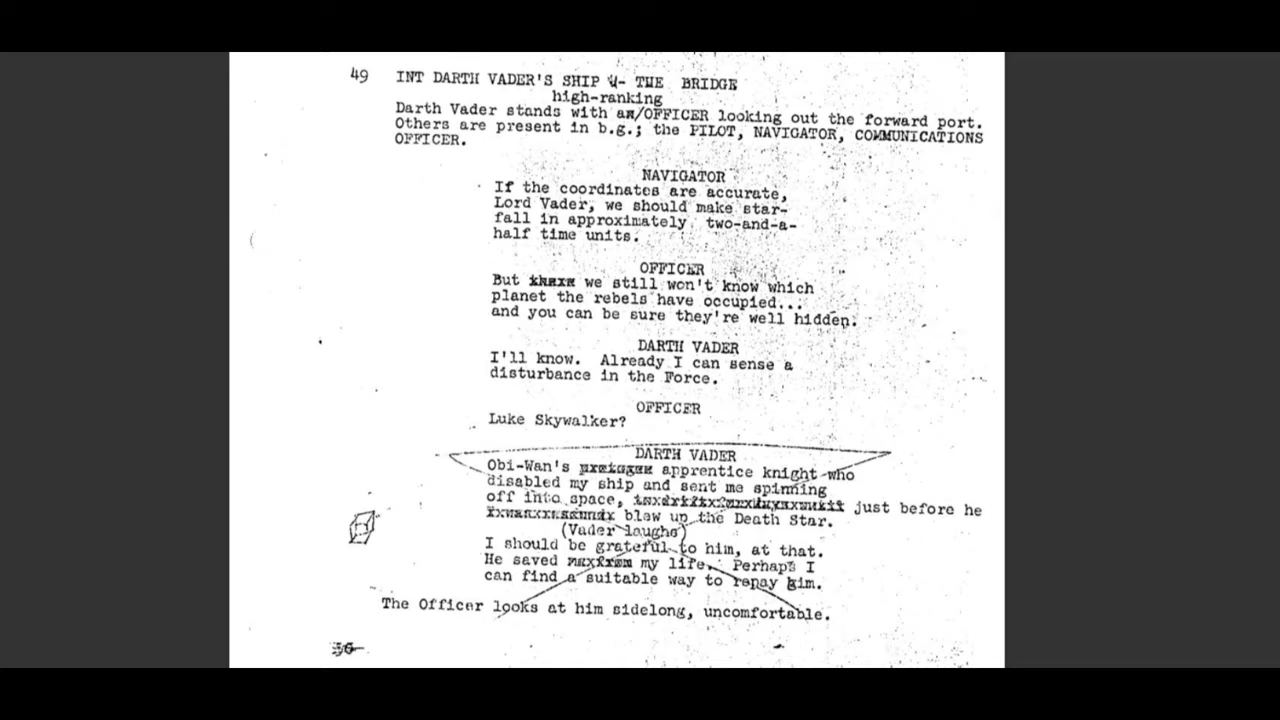 49 INT DARTH VADER'S SHIP - THE BRIDGE
high-ranking
Darth Vader stands with an/OFFICER looking out the forward port.
Others are present in b.g.; the PILOT, NAVIGATOR, COMMUNICATIONS
OFFICER.
NAVIGATOR
If the coordinates are accurate,
Lord Vader, we should make star-
fall in approximately two-and-a-
half time units.
OFFICER
But we still won't know which
planet the rebels have occupied...
and you can be sure they're well hidden.
DARTH VADER
I'll know. Already I can sense a
disturbance in the Force.
OFFICER
Luke Skywalker?
DARTH VADER
Obi-Wan's apprentice knight who
disabled my ship and sent me spinning
off into space, just before he
blew up the Death Star.
(Vader laughs)
I should be grateful to him, at that.
He saved my life. Perhaps I
can find a suitable way to repay him.
The Officer looks at him sidelong, uncomfortable.